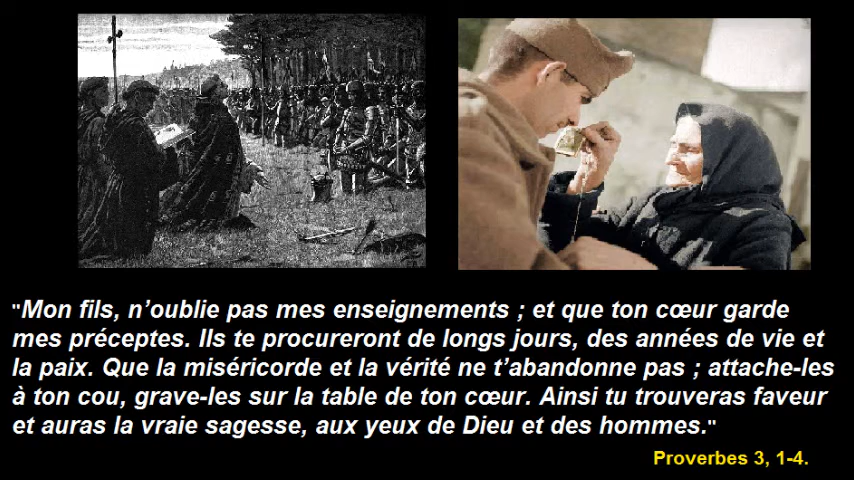 "Mon fils, n’oublie pas mes enseignements ; et que ton cœur garde
mes préceptes. Ils te procureront de longs jours, des années de vie et
la paix. Que la miséricorde et la vérité ne t’abandonne pas ; attache-les
à ton cou, grave-les sur la table de ton cœur. Ainsi tu trouveras faveur
et auras la vraie sagesse, aux yeux de Dieu et des hommes."
Proverbes 3, 1-4.